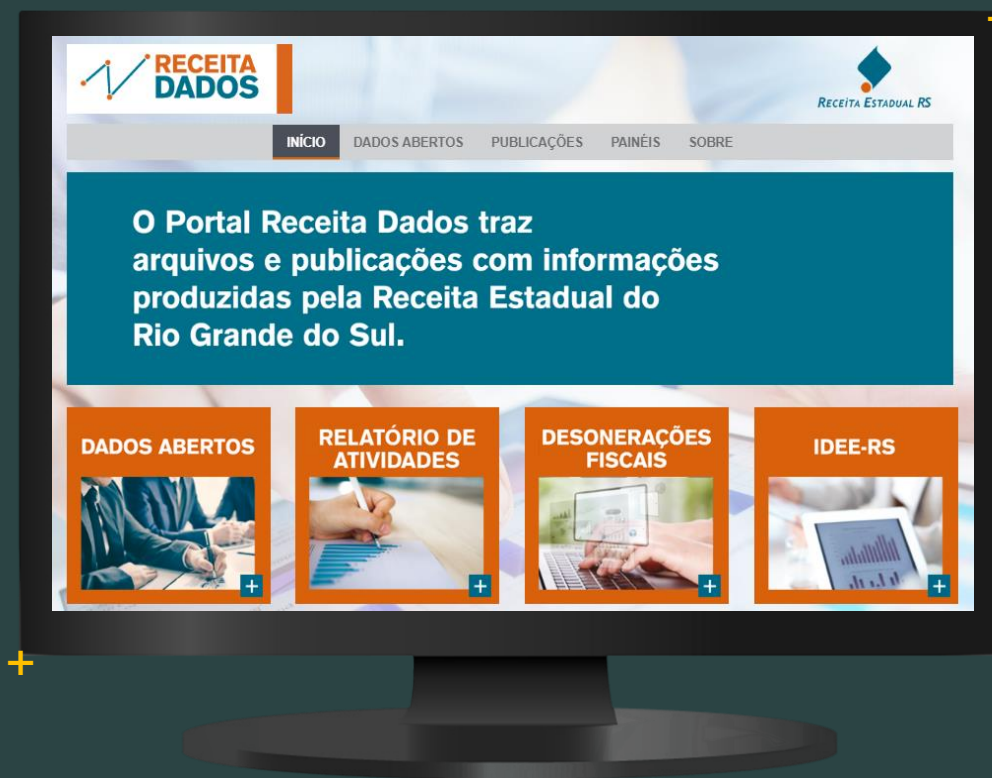 RECEITA
DADOS
RECEITA ESTADUAL RS
INÍCIO DADOS ABERTOS PUBLICAÇÕES PAINÉIS SOBRE
O Portal Receita Dados traz
arquivos e publicações com informações
produzidas pela Receita Estadual do
Rio Grande do Sul.
DADOS ABERTOS
RELATÓRIO DE
ATIVIDADES
DESONERAÇÕES
FISCAIS
IDEE-RS